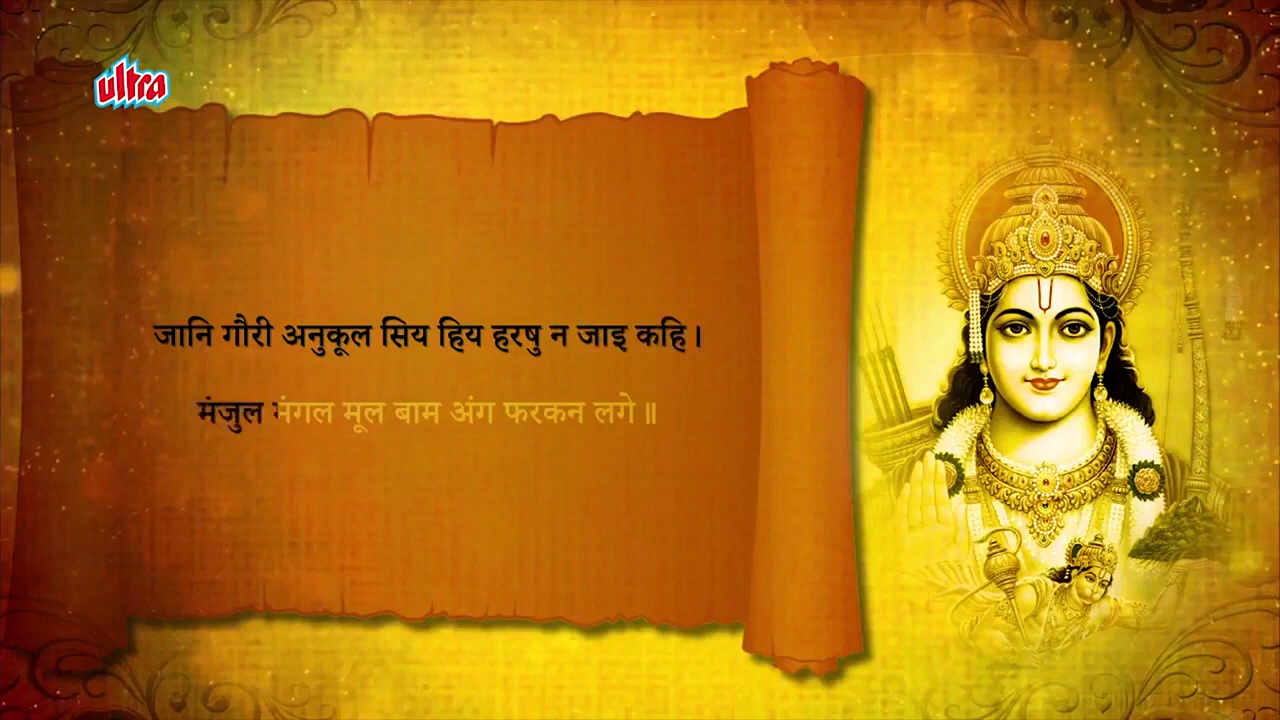 ultra
जानि गौरी अनुकूल सिय हिय हरषु न जाइ कहि।
मंजुल मंगल मूल बाम अंग फरकन लगे॥